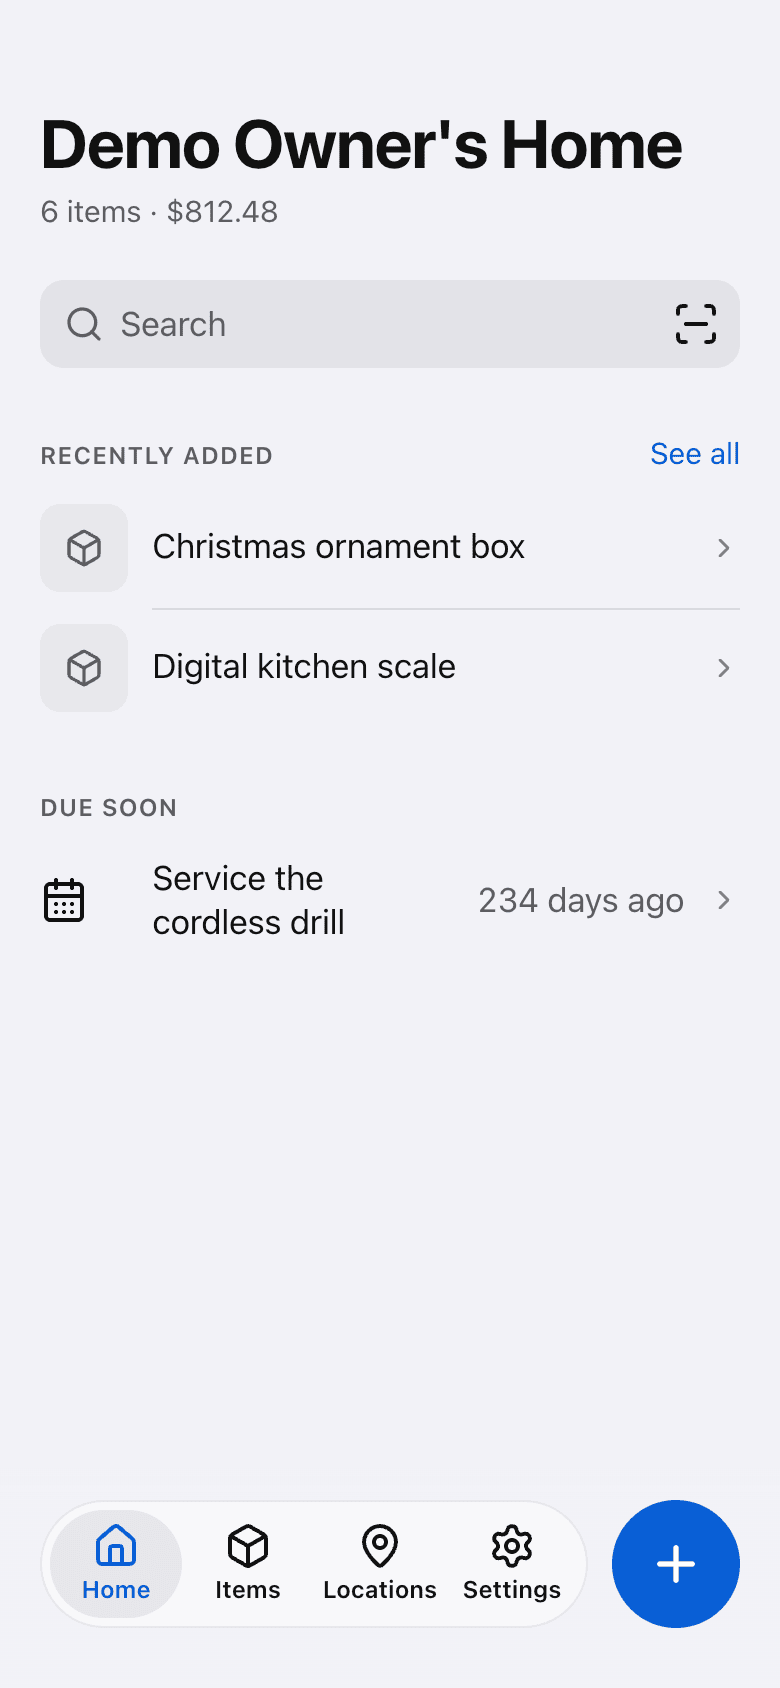 Demo Owner's Home
6 items · $812.48
Search
RECENTLY ADDED
See all
Christmas ornament box
Digital kitchen scale
DUE SOON
Service the
cordless drill
234 days ago
Home
Items
Locations
Settings